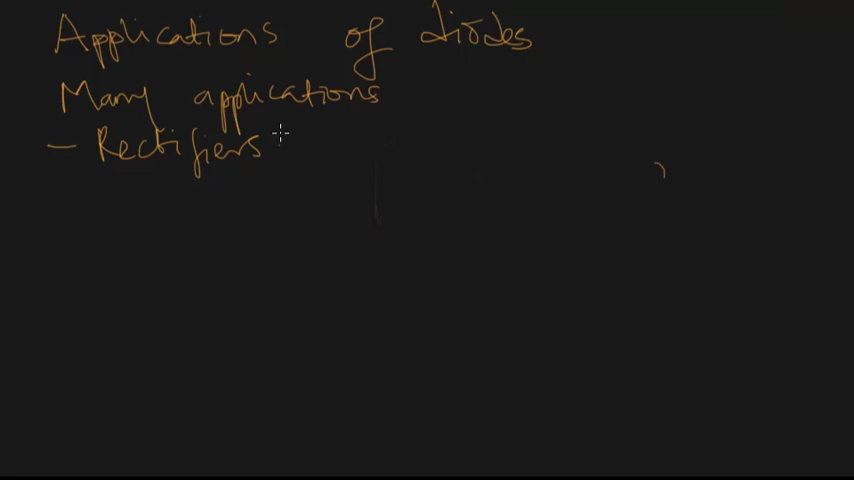 Applications of diodes
Many applications
- Rectifiers